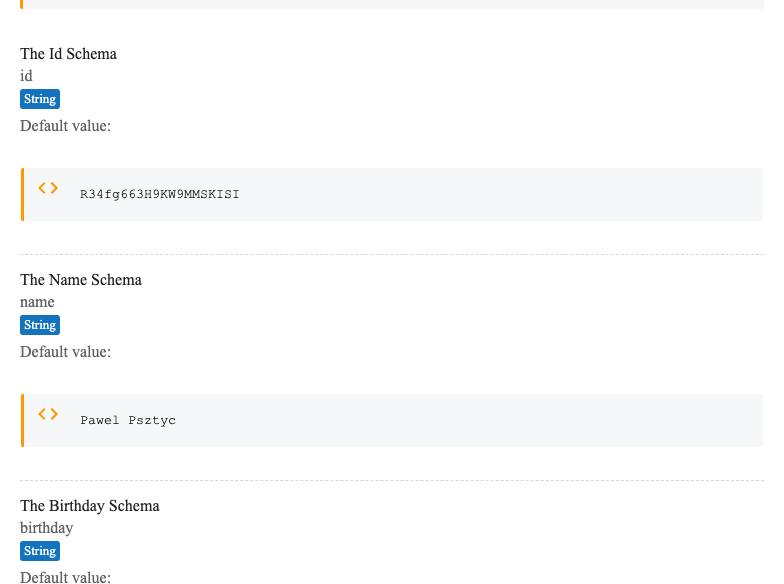 The Id Schema
id
String
Default value:
R34fg663H9KW9MMSKISI
The Name Schema
name
String
Default value:
Pawel Psztyc
The Birthday Schema
birthday
String
Default value: